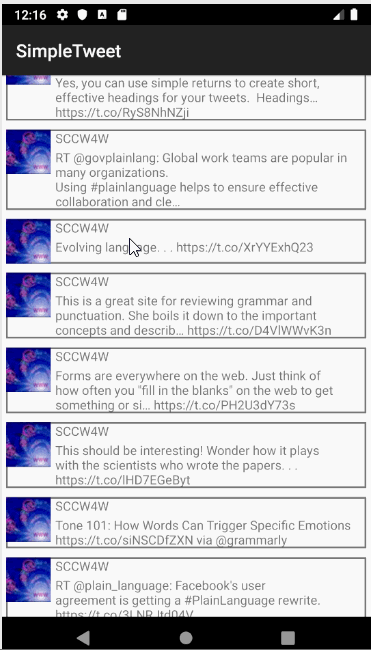 12:16
SimpleTweet
Yes, you can use simple returns to create short,
effective headings for your tweets. Headings...
https://t.co/RyS8NhNZji
SCCW4W
RT @govplainlang: Global work teams are popular in
many organizations.
Using #plainlanguage helps to ensure effective
collaboration and cle...
SCCW4W
Evolving language. . . https://t.co/XrYYExhQ23
SCCW4W
This is a great site for reviewing grammar and
punctuation. She boils it down to the important
concepts and describ... https://t.co/D4VlWWvK3n
SCCW4W
Forms are everywhere on the web. Just think of
how often you "fill in the blanks" on the web to get
something or si... https://t.co/PH2U3dY73s
SCCW4W
This should be interesting! Wonder how it plays
with the scientists who wrote the papers. . .
https://t.co/IHD7EGeByt
SCCW4W
Tone 101: How Words Can Trigger Specific Emotions
https://t.co/siNSCDfZXN via @grammarly
SCCW4W
RT @plain_language: Facebook's user
agreement is getting a #PlainLanguage rewrite.